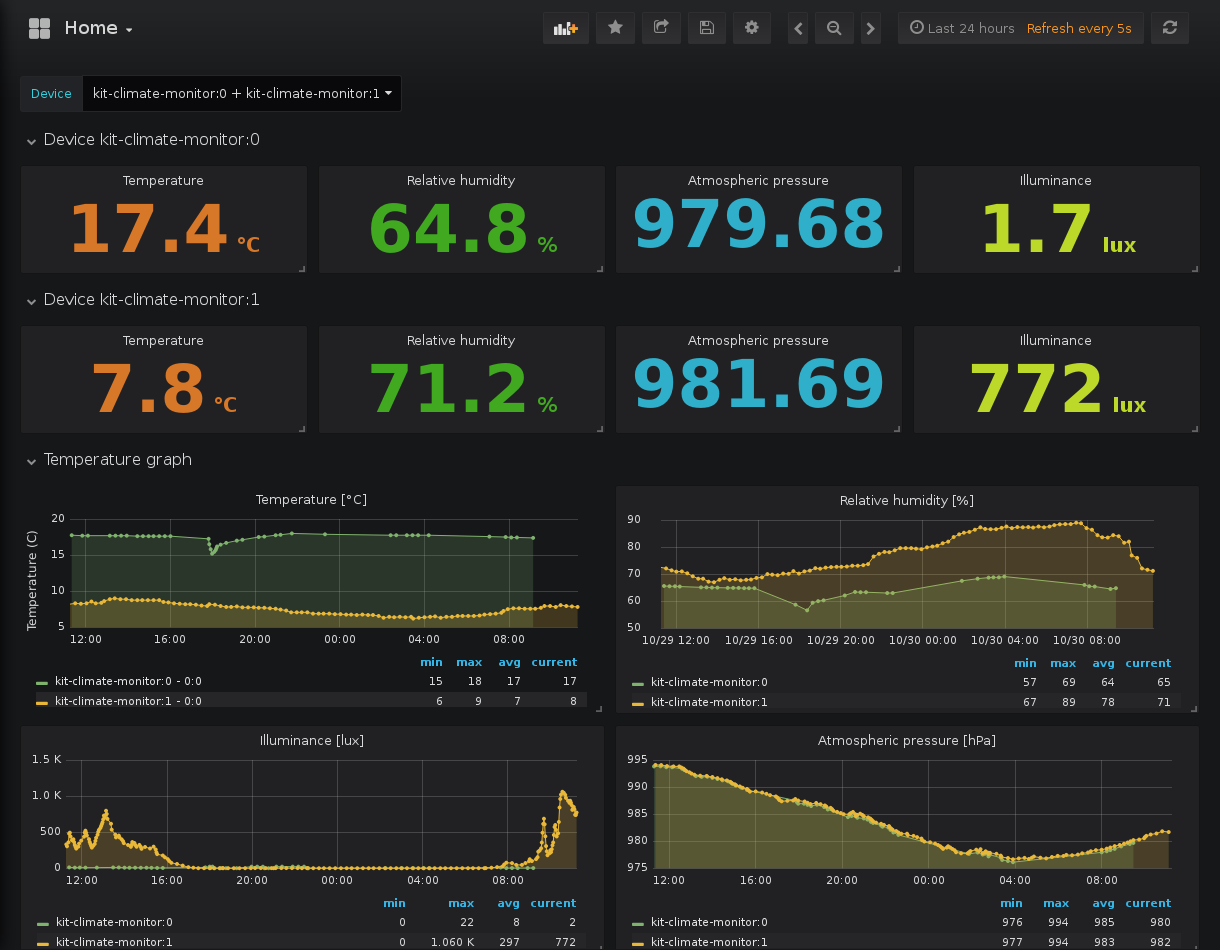 Home
Last 24 hours Refresh every 5s
Device kit-climate-monitor:0 + kit-climate-monitor:1
Device kit-climate-monitor:0
Temperature Relative humidity Atmospheric pressure Illuminance
17.4 °C 64.8 % 979.68 1.7 lux
Device kit-climate-monitor:1
Temperature Relative humidity Atmospheric pressure Illuminance
7.8 °C 71.2 % 981.69 772 lux
Temperature graph
Temperature [°C]
Temperature (C)
20
15
10
5
12:00 16:00 20:00 00:00 04:00 08:00
min max avg current
kit-climate-monitor:0 - 0:0 15 18 17 17
kit-climate-monitor:1 - 0:0 6 9 7 8
Relative humidity [%]
90
80
70
60
50
10/29 12:00 10/29 16:00 10/29 20:00 10/30 00:00 10/30 04:00 10/30 08:00
min max avg current
kit-climate-monitor:0 57 69 64 65
kit-climate-monitor:1 67 89 78 71
Illuminance [lux]
1.5 K
1.0 K
500
0
12:00 16:00 20:00 00:00 04:00 08:00
min max avg current
kit-climate-monitor:0 0 22 8 2
kit-climate-monitor:1 0 1.060 K 297 772
Atmospheric pressure [hPa]
995
990
985
980
975
12:00 16:00 20:00 00:00 04:00 08:00
min max avg current
kit-climate-monitor:0 976 994 985 980
kit-climate-monitor:1 977 994 983 982